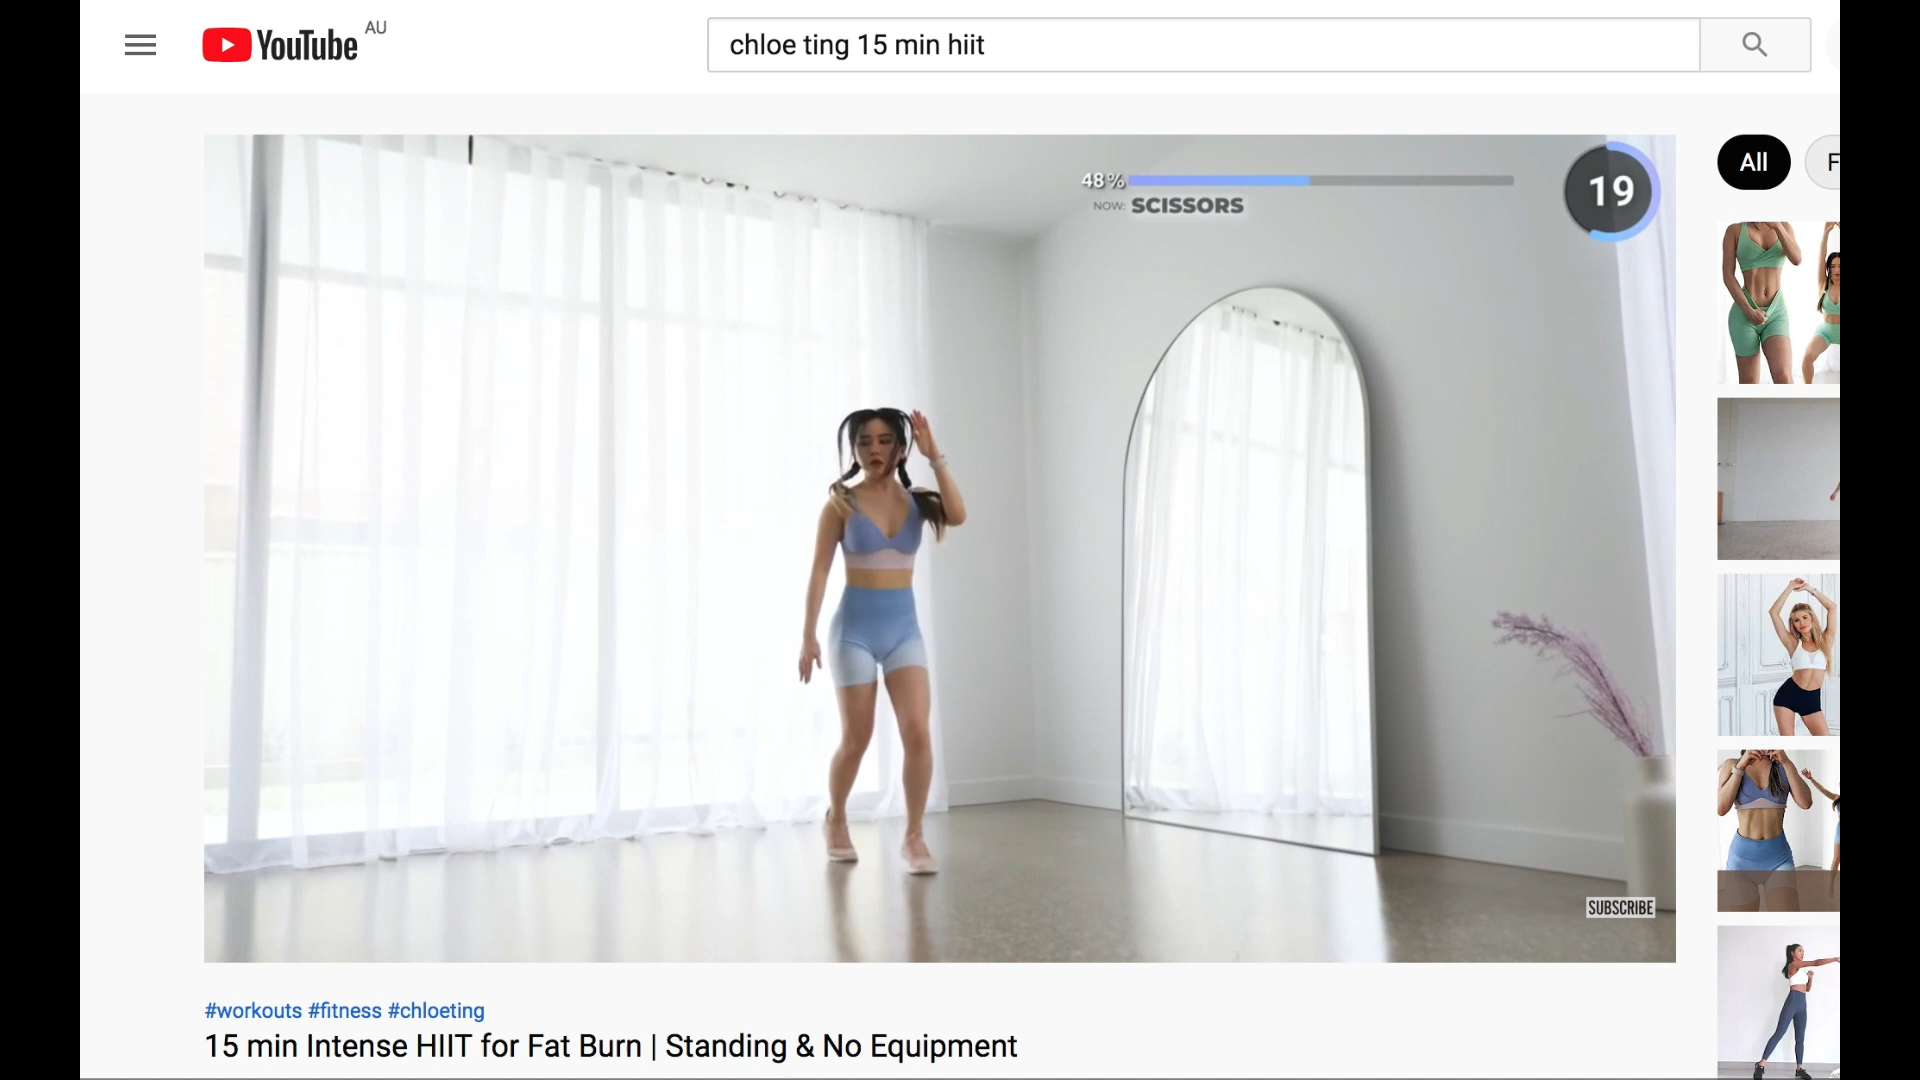 YouTube AU
chloe ting 15 min hiit
All
F
48%
NOW: SCISSORS
19
SUBSCRIBE
#workouts #fitness #chloeting
15 min Intense HIIT for Fat Burn | Standing & No Equipment